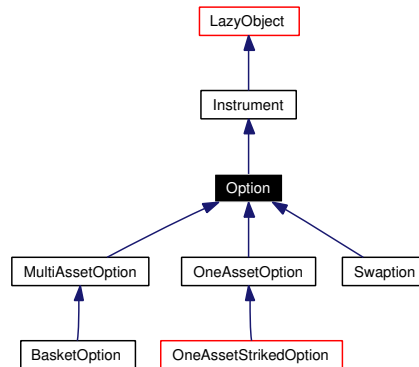 LazyObject
Instrument
Option
MultiAssetOption
OneAssetOption
Swaption
BasketOption
OneAssetStrikedOption